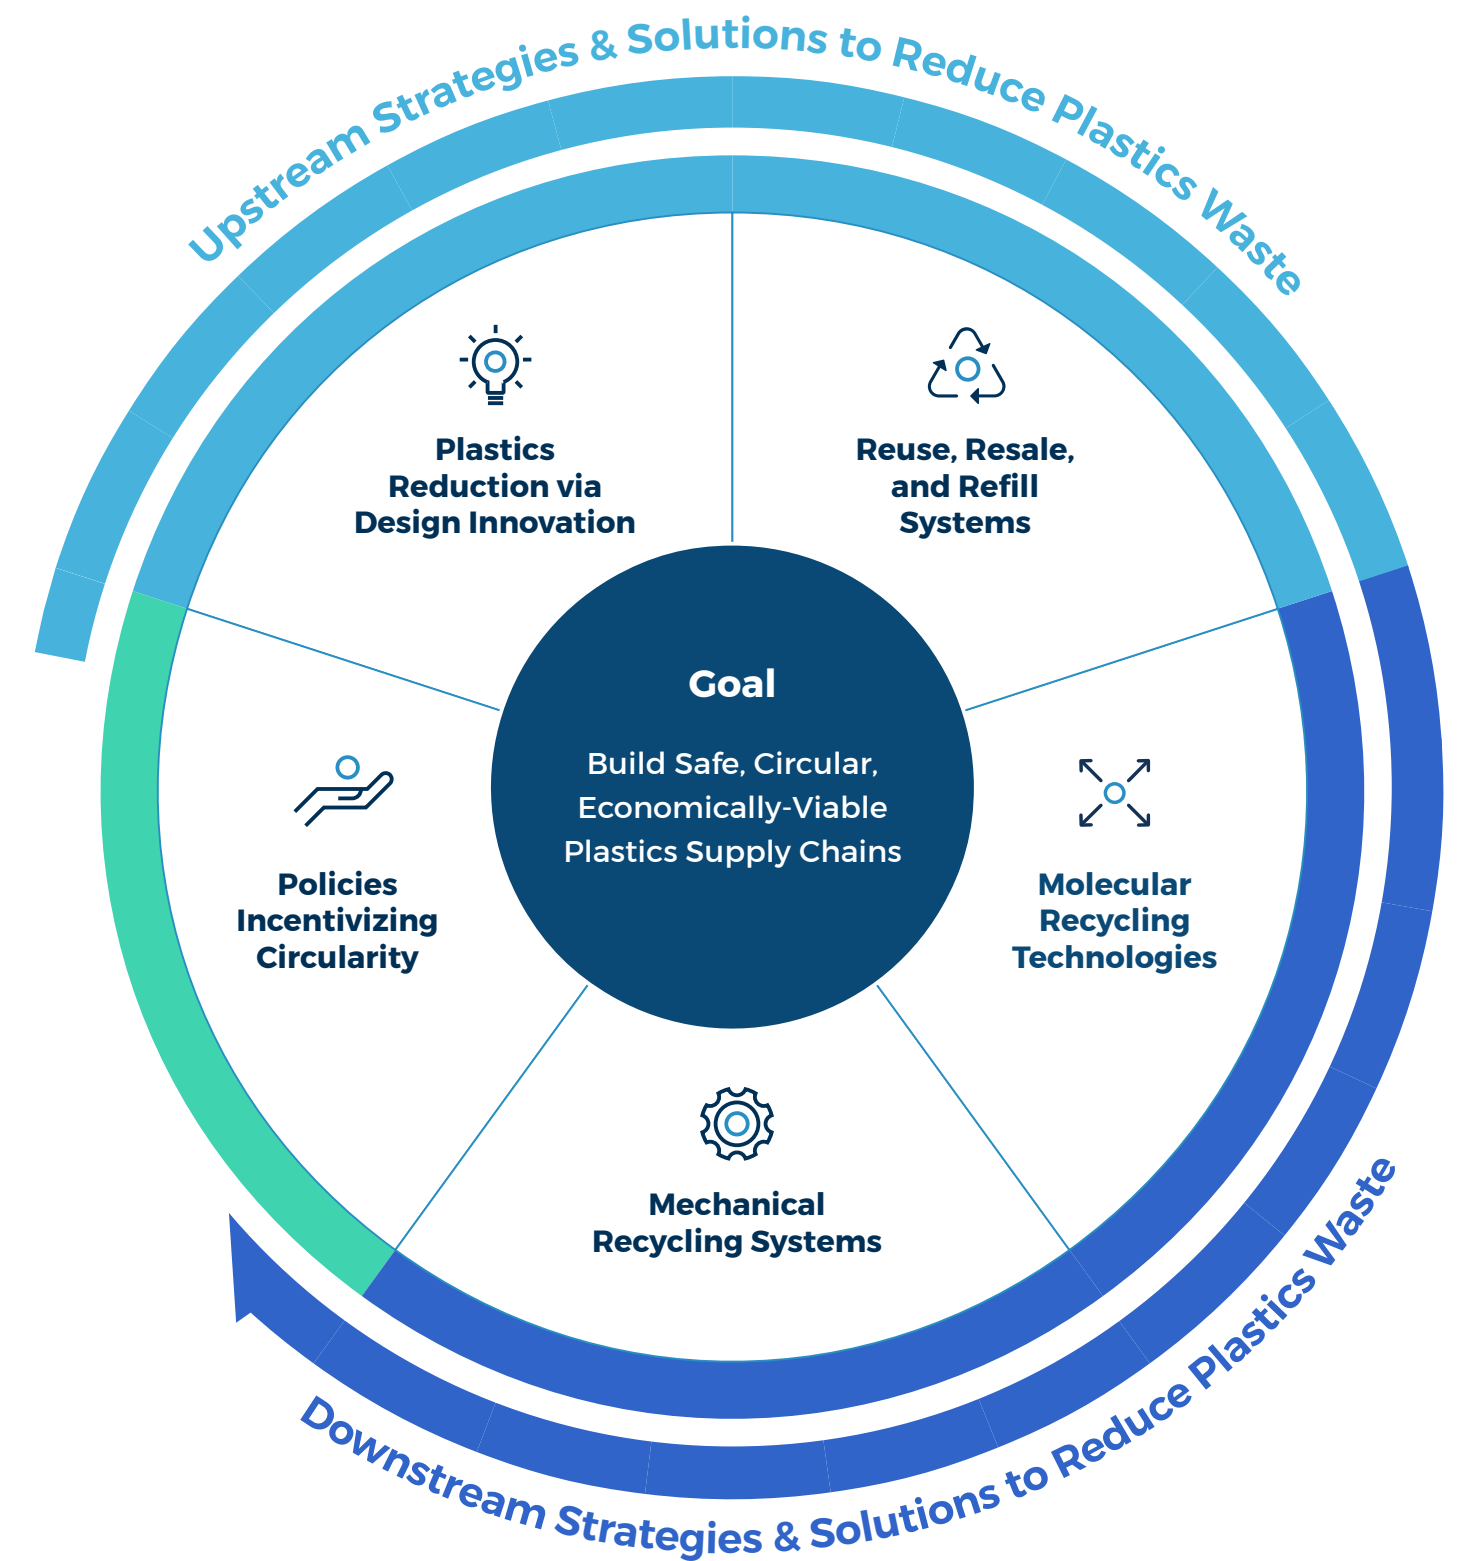 Upstream Strategies & Solutions to Reduce Plastics Waste
Plastics
Reduction via
Design Innovation
Reuse, Resale,
and Refill
Systems
Goal
Build Safe, Circular,
Economically-Viable
Plastics Supply Chains
Policies
Incentivizing
Circularity
Molecular
Recycling
Technologies
Mechanical
Recycling Systems
Downstream Strategies & Solutions to Reduce Plastics Waste